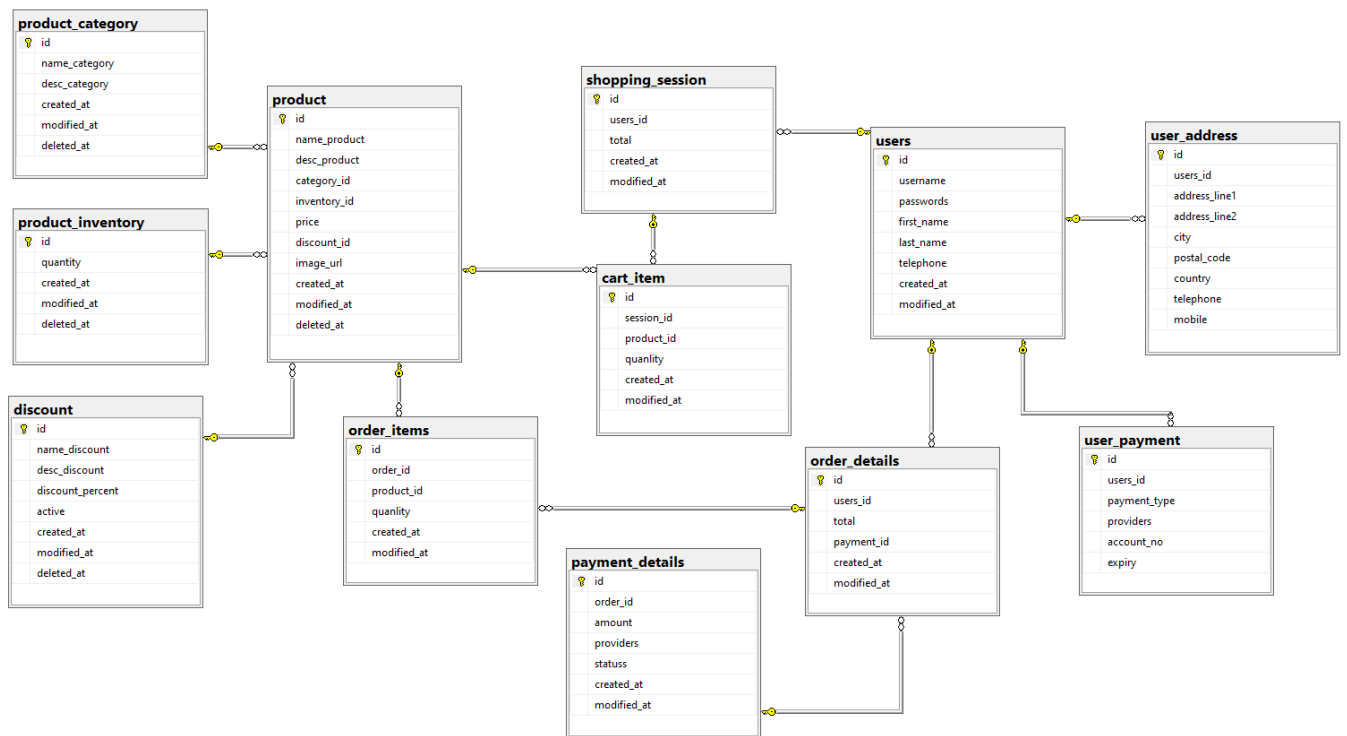 product_category
id
name_category
desc_category
created_at
modified_at
deleted_at
product_inventory
id
quantity
created_at
modified_at
deleted_at
discount
id
name_discount
desc_discount
discount_percent
active
created_at
modified_at
deleted_at
product
id
name_product
desc_product
category_id
inventory_id
price
discount_id
image_url
created_at
modified_at
deleted_at
order_items
id
order_id
product_id
quanlity
created_at
modified_at
shopping_session
id
users_id
total
created_at
modified_at
cart_item
id
session_id
product_id
quanlity
created_at
modified_at
payment_details
id
order_id
amount
providers
statuss
created_at
modified_at
users
id
username
passwords
first_name
last_name
telephone
created_at
modified_at
order_details
id
users_id
total
payment_id
created_at
modified_at
user_address
id
users_id
address_line1
address_line2
city
postal_code
country
telephone
mobile
user_payment
id
users_id
payment_type
providers
account_no
expiry